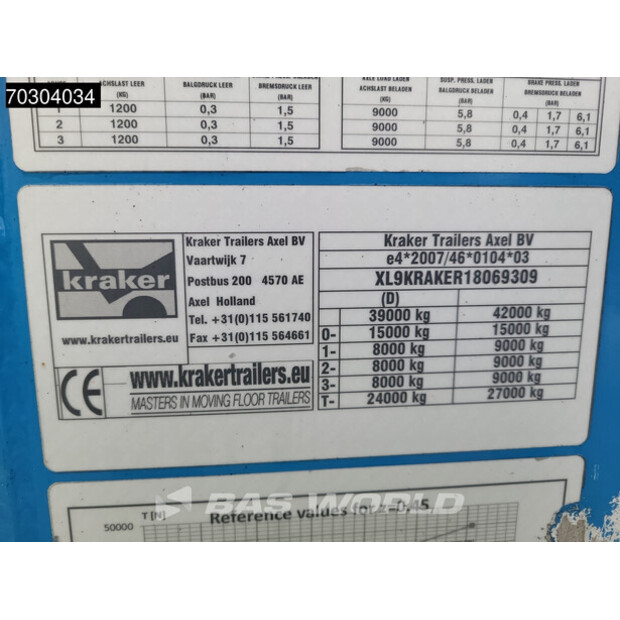 70304034
ACHSLAST LEER BALGDRUCK LEER BREMSDRUCK LEER
(KG) (BAR) (BAR)
1 1200 0,3 1,5
2 1200 0,3 1,5
3 1200 0,3 1,5
AXLE LOAD LADEN SUSP. PRESS. LADEN BRAKE PRESS. LADEN
ACHSLAST BELADEN BALGDRUCK BELADEN BREMSDRUCK BELADEN
(KG) (BAR) (BAR)
9000 5,8 0,4 1,7 6,1
9000 5,8 0,4 1,7 6,1
9000 5,8 0,4 1,7 6,1
kraker
www.krakertrailers.eu
Kraker Trailers Axel BV
Vaartwijk 7
Postbus 200 4570 AE
Axel Holland
Tel. +31(0)115 561740
Fax +31(0)115 564661
CE
www.krakertrailers.eu
MASTERS IN MOVING FLOOR TRAILERS
Kraker Trailers Axel BV
e4*2007/46*0104*03
XL9KRAKER18069309
(D)
39000 kg 42000 kg
0- 15000 kg 15000 kg
1- 8000 kg 9000 kg
2- 8000 kg 9000 kg
3- 8000 kg 9000 kg
T- 24000 kg 27000 kg
BAS WORLD
T [N] Reference valdes for z=0,45
50000